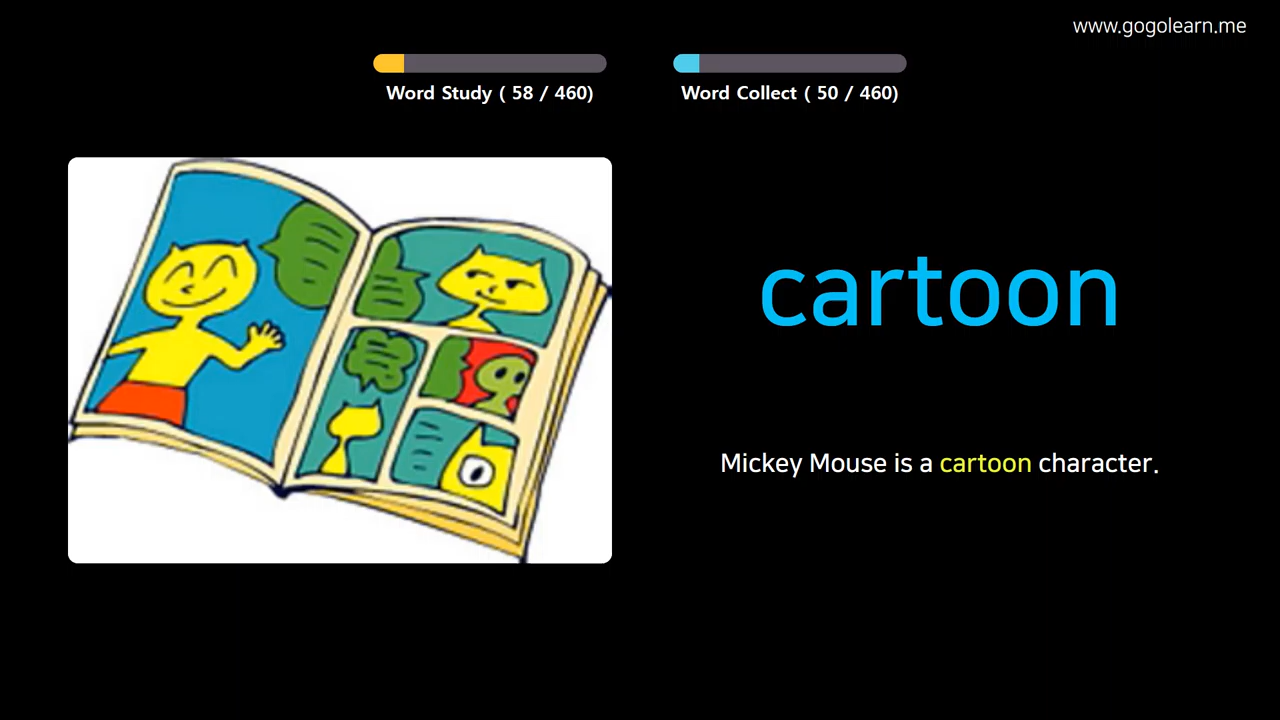 www.gogolearn.me
Word Study ( 58 / 460)
Word Collect ( 50 / 460)
cartoon
Mickey Mouse is a cartoon character.